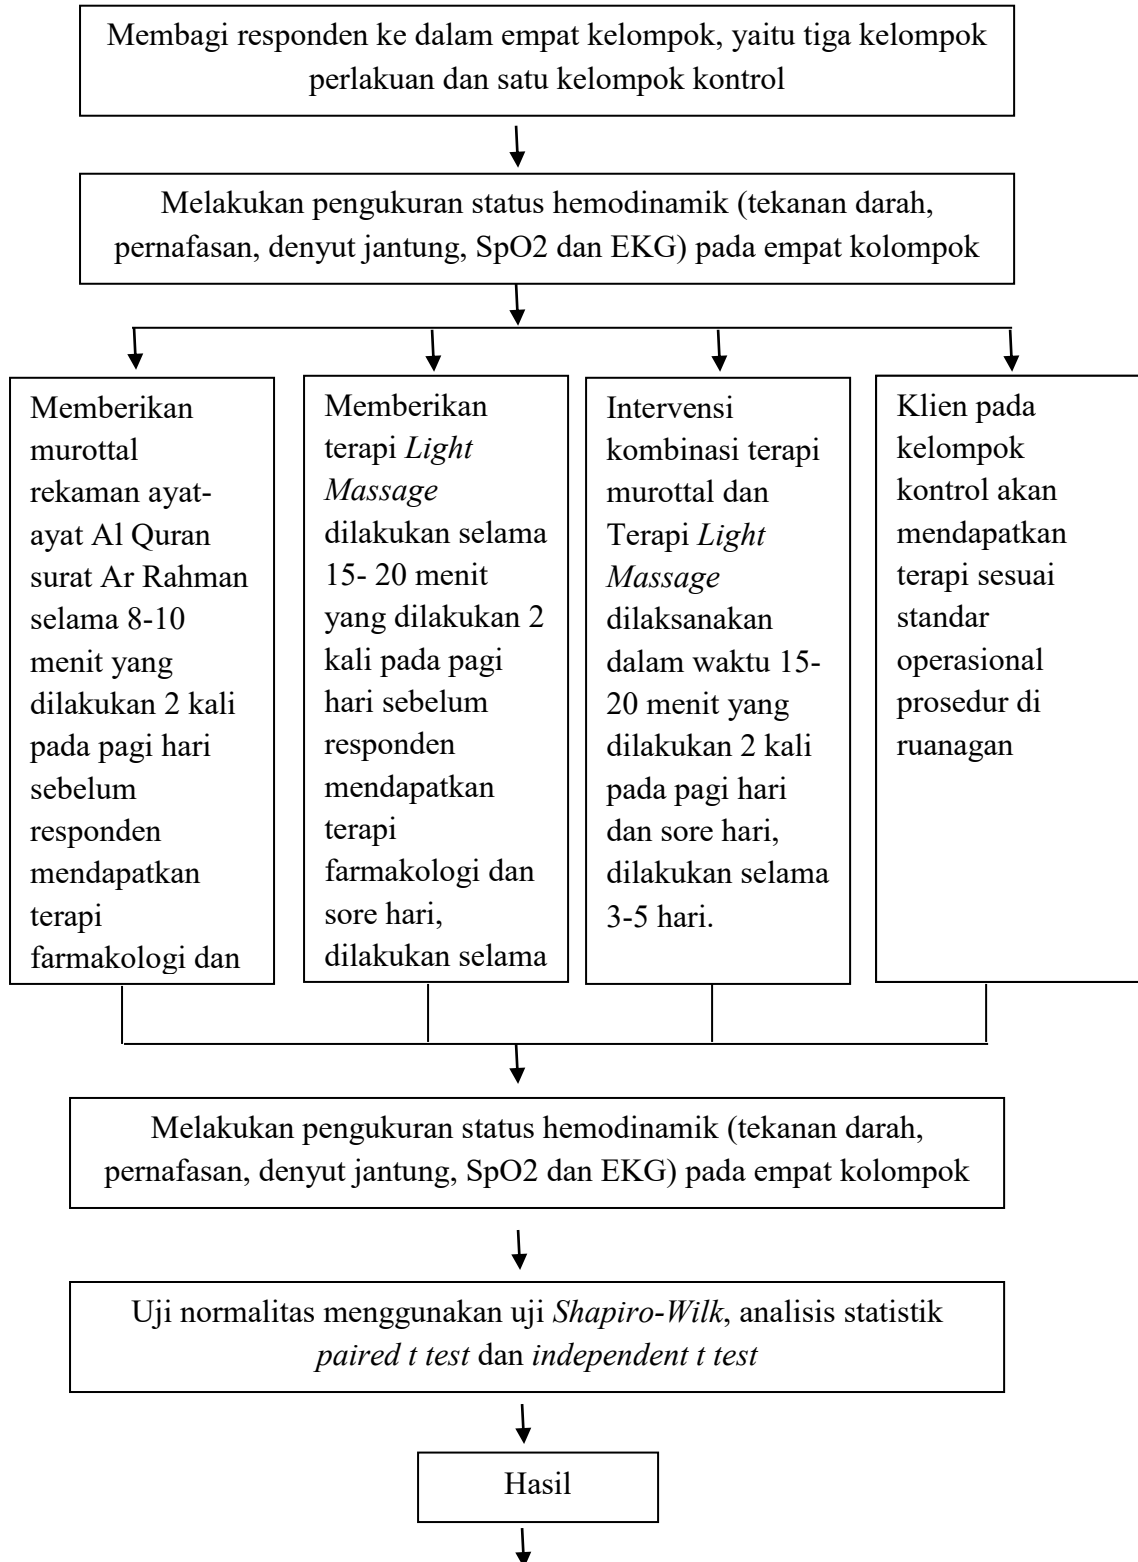 Membagi responden ke dalam empat kelompok, yaitu tiga kelompok
perlakuan dan satu kelompok kontrol
Melakukan pengukuran status hemodinamik (tekanan darah,
pernafasan, denyut jantung, SpO2 dan EKG) pada empat kolompok
Memberikan
murottal
rekaman ayat-
ayat Al Quran
surat Ar Rahman
selama 8-10
menit yang
dilakukan 2 kali
pada pagi hari
sebelum
responden
mendapatkan
terapi
farmakologi dan
Memberikan
terapi Light
Massage
dilakukan selama
15- 20 menit
yang dilakukan 2
kali pada pagi
hari sebelum
responden
mendapatkan
terapi
farmakologi dan
sore hari,
dilakukan selama
Intervensi
kombinasi terapi
murottal dan
Terapi Light
Massage
dilaksanakan
dalam waktu 15-
20 menit yang
dilakukan 2 kali
pada pagi hari
dan sore hari,
dilakukan selama
3-5 hari.
Klien pada
kelompok
kontrol akan
mendapatkan
terapi sesuai
standar
operasional
prosedur di
ruanagan
Melakukan pengukuran status hemodinamik (tekanan darah,
pernafasan, denyut jantung, SpO2 dan EKG) pada empat kolompok
Uji normalitas menggunakan uji Shapiro-Wilk, analisis statistik
paired t test dan independent t test
Hasil